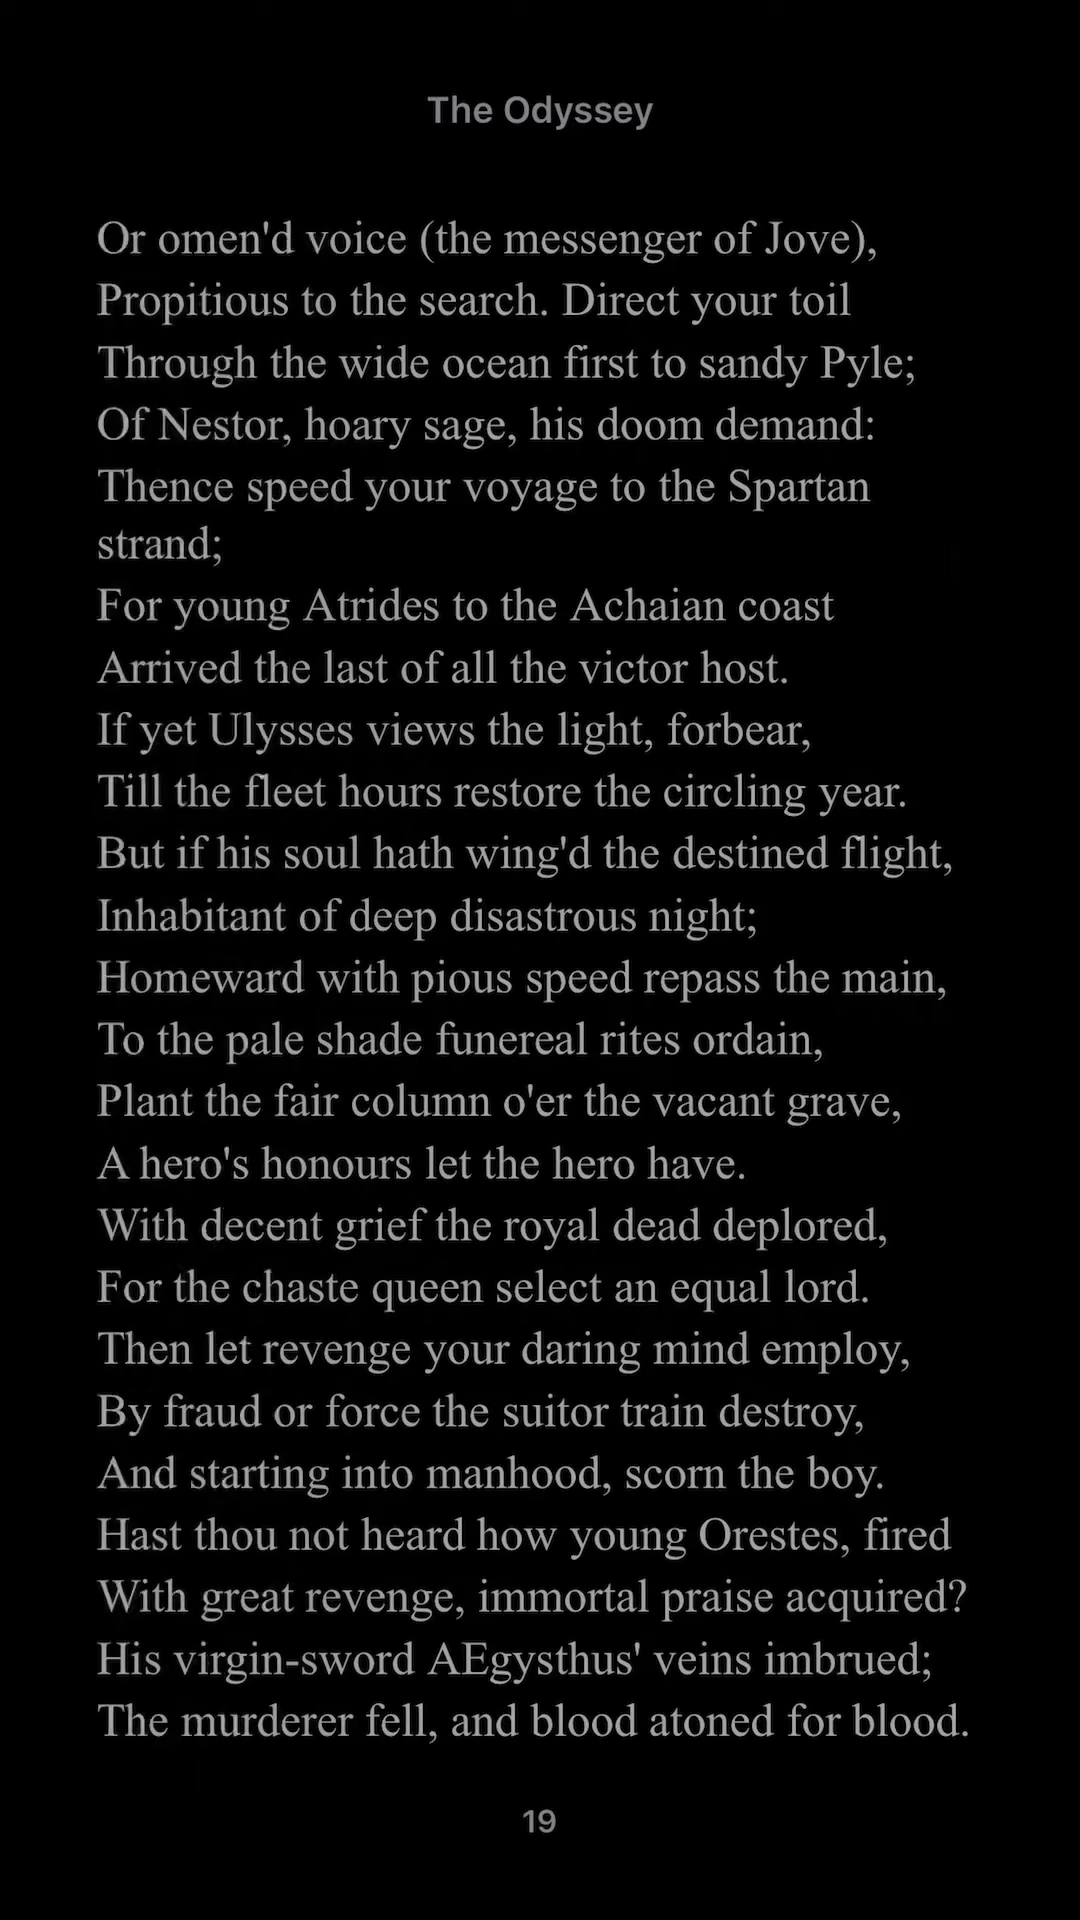 The Odyssey
Or omen'd voice (the messenger of Jove),
Propitious to the search. Direct your toil
Through the wide ocean first to sandy Pyle;
Of Nestor, hoary sage, his doom demand:
Thence speed your voyage to the Spartan
strand;
For young Atrides to the Achaian coast
Arrived the last of all the victor host.
If yet Ulysses views the light, forbear,
Till the fleet hours restore the circling year.
But if his soul hath wing'd the destined flight,
Inhabitant of deep disastrous night;
Homeward with pious speed repass the main,
To the pale shade funereal rites ordain,
Plant the fair column o'er the vacant grave,
A hero's honours let the hero have.
With decent grief the royal dead deplored,
For the chaste queen select an equal lord.
Then let revenge your daring mind employ,
By fraud or force the suitor train destroy,
And starting into manhood, scorn the boy.
Hast thou not heard how young Orestes, fired
With great revenge, immortal praise acquired?
His virgin-sword AEgysthus' veins imbrued;
The murderer fell, and blood atoned for blood.
19